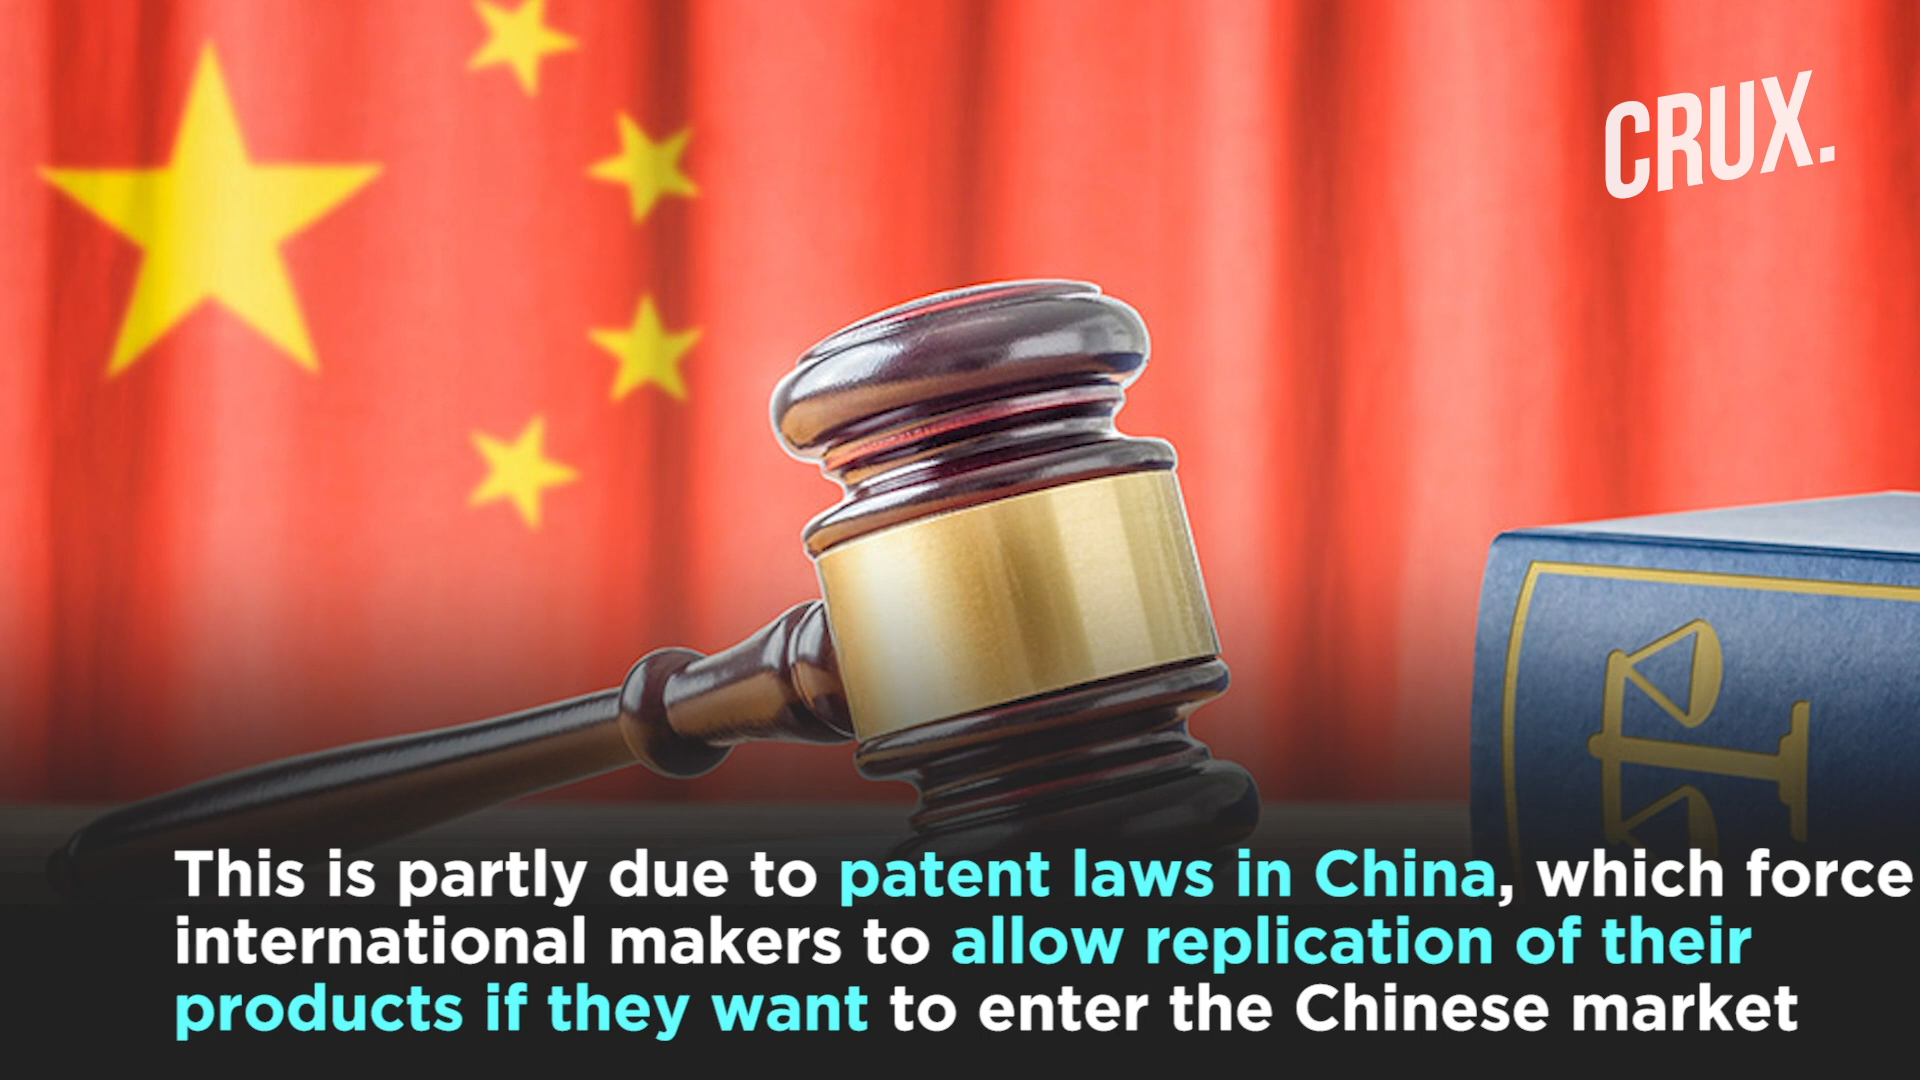 CRUX.
This is partly due to patent laws in China, which force
international makers to allow replication of their
products if they want to enter the Chinese market